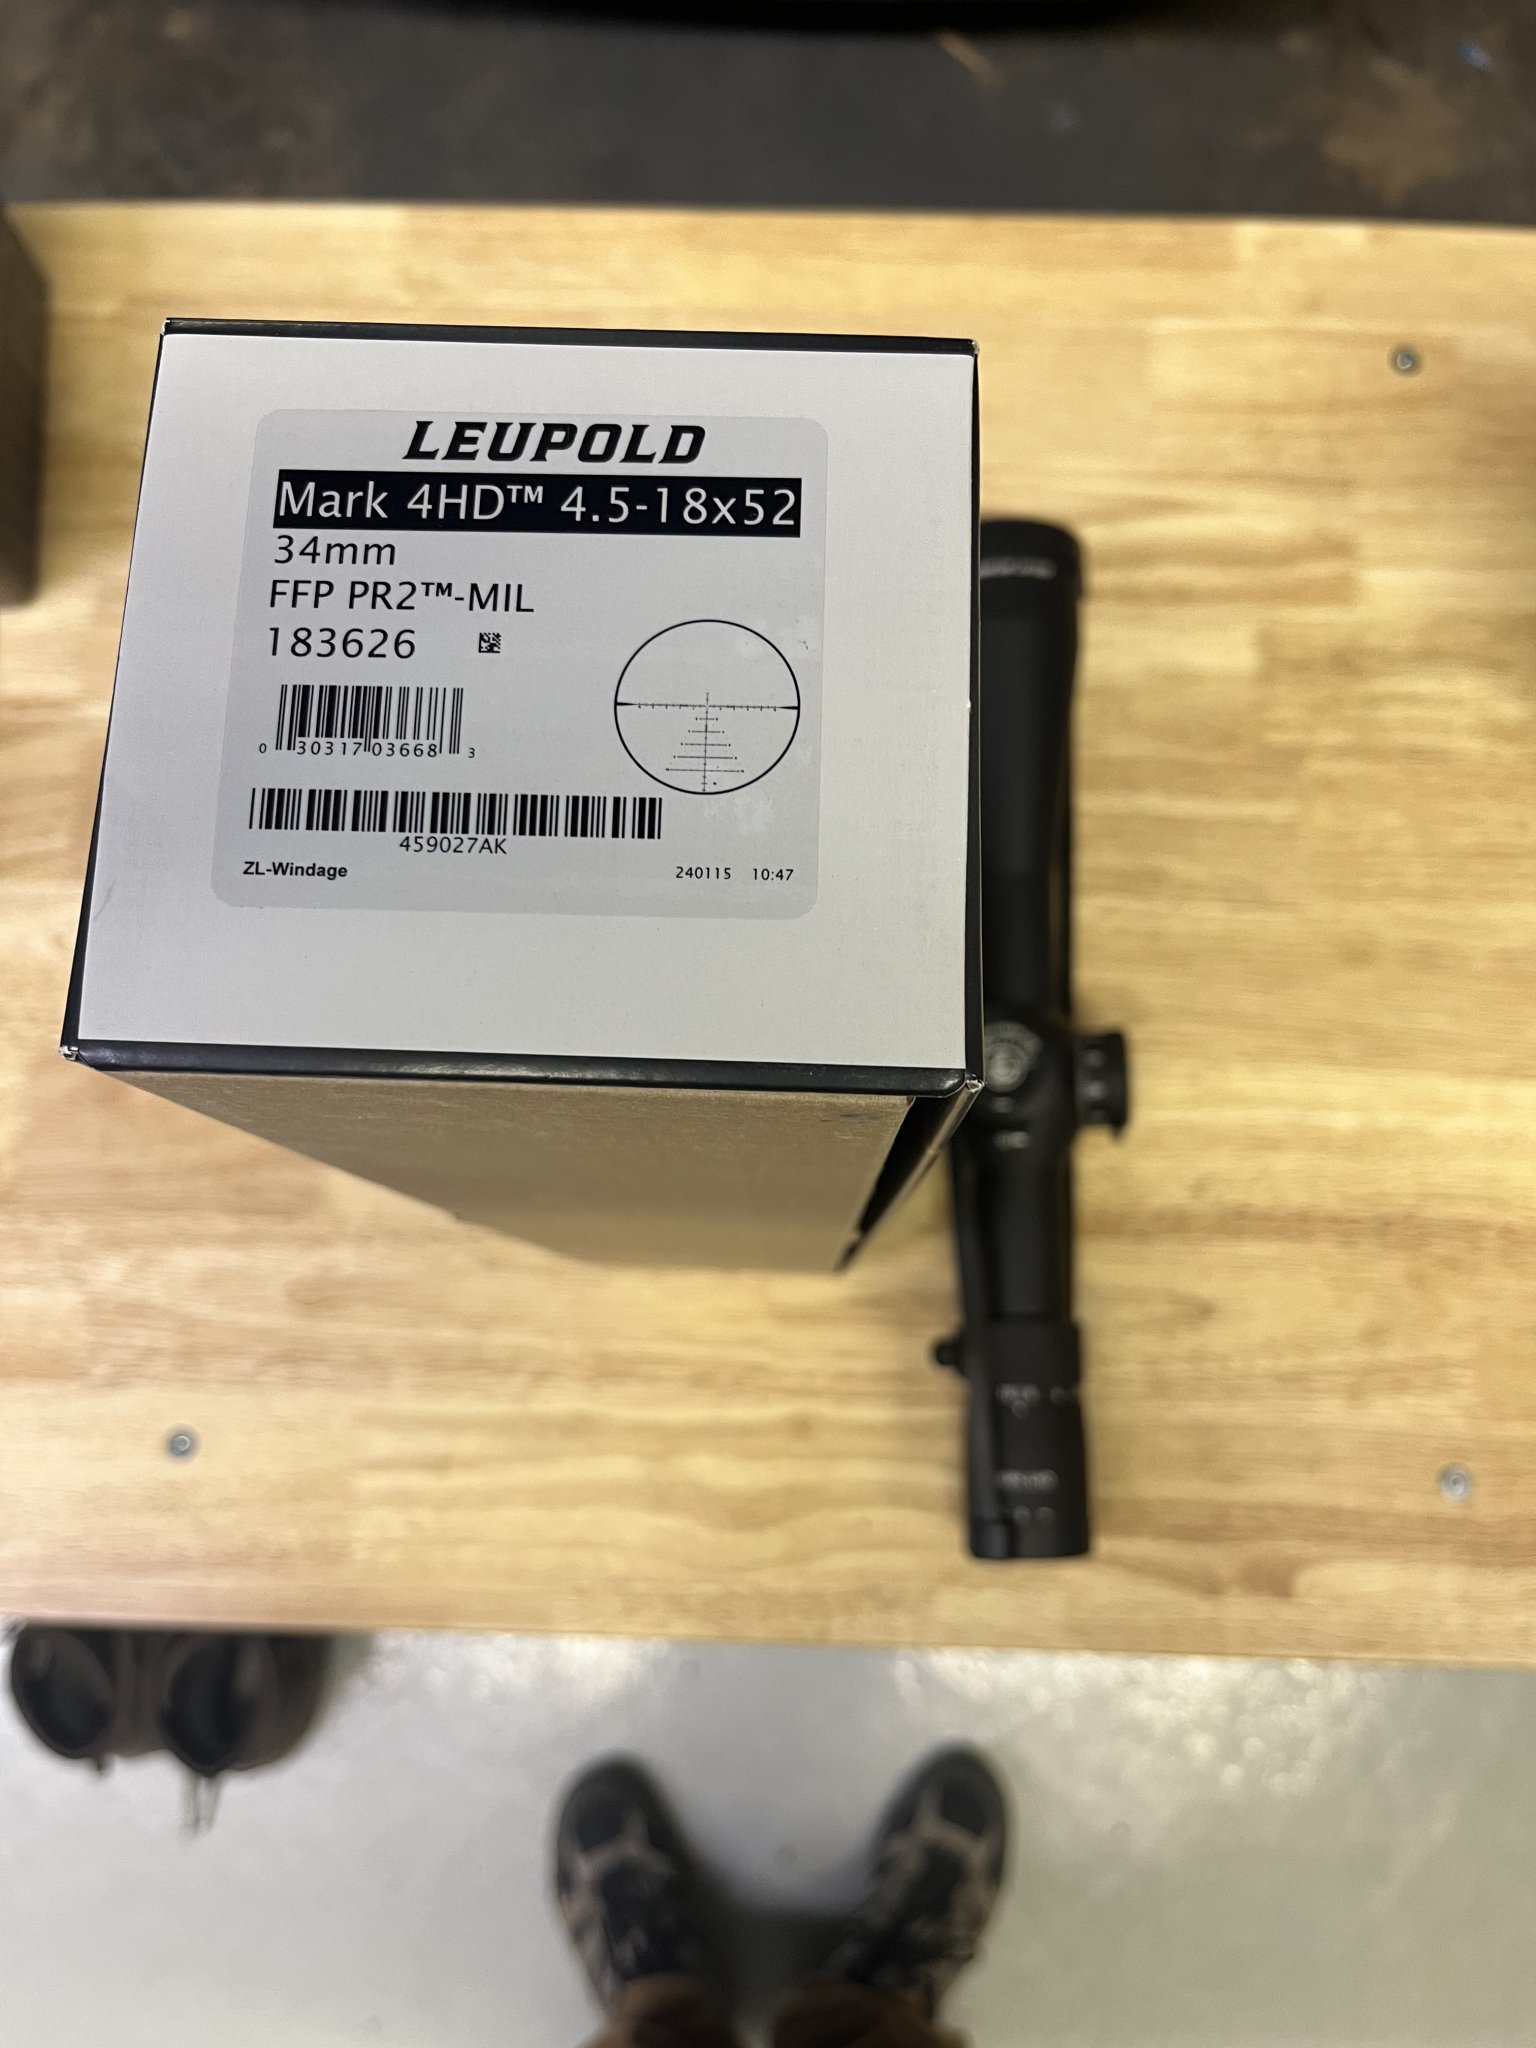 LEUPOLD
Mark 4HD™ 4.5-18x52
34mm
FFP PR2™-MIL
183626
0 30317 03668 3
459027AK
ZL-Windage
240115 10:47